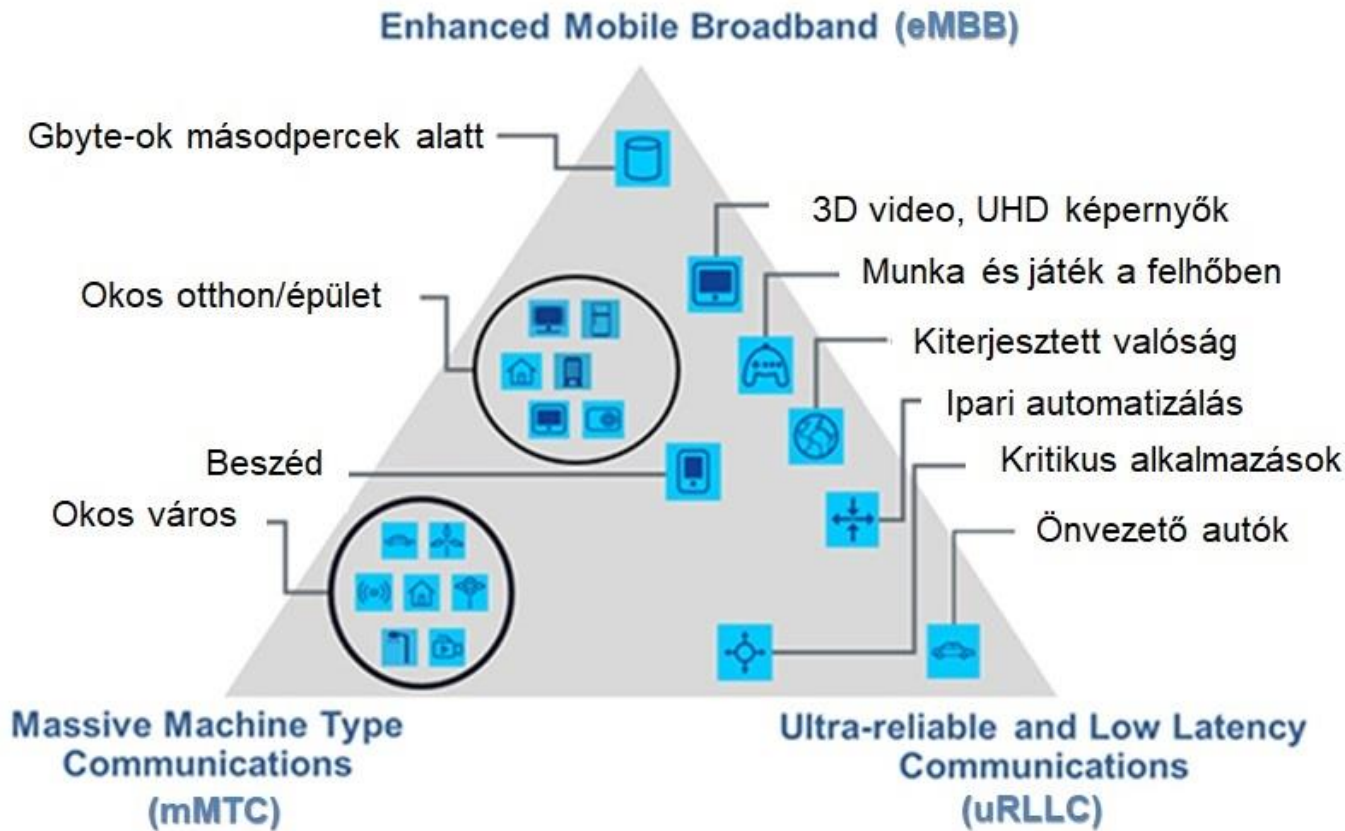 Enhanced Mobile Broadband (eMBB)
Gbyte-ok másodpercek alatt
3D video, UHD képernyők
Munka és játék a felhőben
Okos otthon/épület
Kiterjesztett valóság
Ipari automatizálás
Beszéd
Kritikus alkalmazások
Okos város
Önvezető autók
Massive Machine Type
Communications
(mMTC)
Ultra-reliable and Low Latency
Communications
(uRLLC)